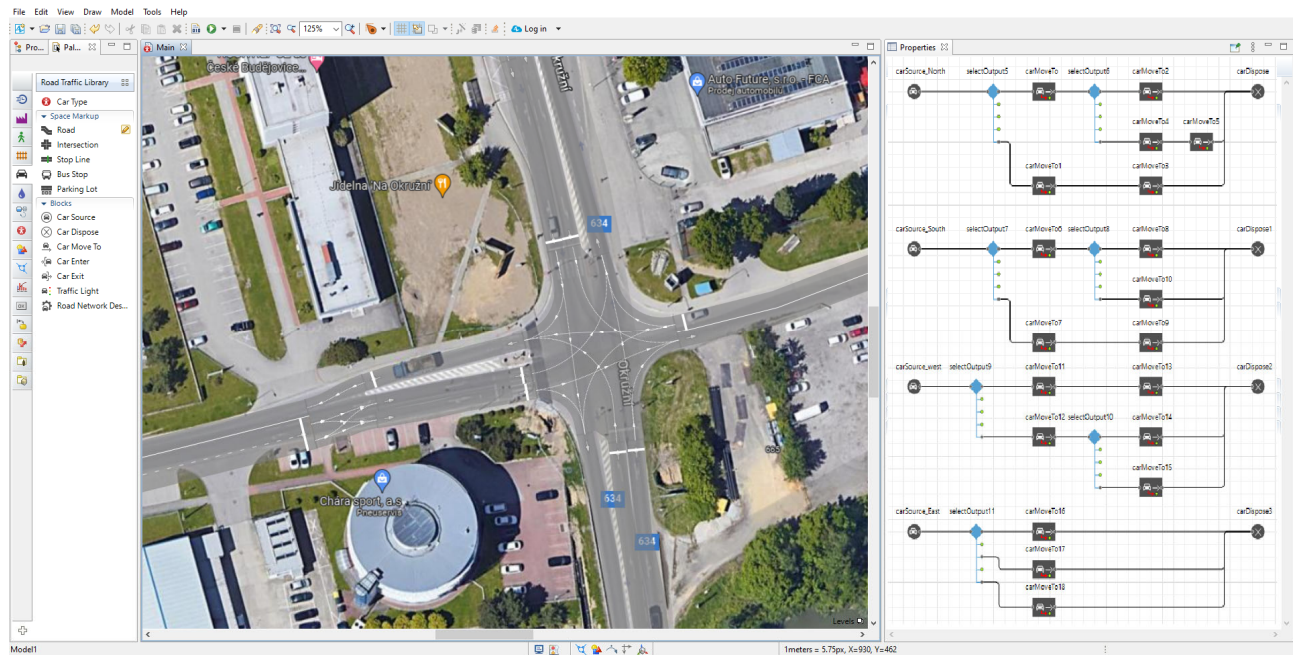 File Edit View Draw Model Tools Help
125%
Log in
Pro...
Pal...
Main
Properties
Road Traffic Library
Car Type
Space Markup
Road
Intersection
Stop Line
Bus Stop
Parking Lot
Blocks
Car Source
Car Dispose
Car Move To
Car Enter
Car Exit
Traffic Light
Road Network Des...
České Budějovice...
Okružní
Auto Future, s.r.o. - FCA
Prodej automobilů
Jídelna Na Okružní
634
Okružní
Chára sport, a.s.
Pneuservis
634
634
Levels
carSource_North selectOutput5 carMoveTo selectOutput6 carMoveTo2 carDispose
carMoveTo4 carMoveTo5
carMoveTo1 carMoveTo3
carSource_South selectOutput7 carMoveTo6 selectOutput8 carMoveTo8 carDispose1
carMoveTo10
carMoveTo7 carMoveTo9
carSource_west selectOutput9 carMoveTo11 carMoveTo13 carDispose2
carMoveTo12 selectOutput10 carMoveTo14
carMoveTo15
carSource_East selectOutput11 carMoveTo16 carDispose3
carMoveTo17
carMoveTo18
Model1
1meters = 5.75px, X=930, Y=462